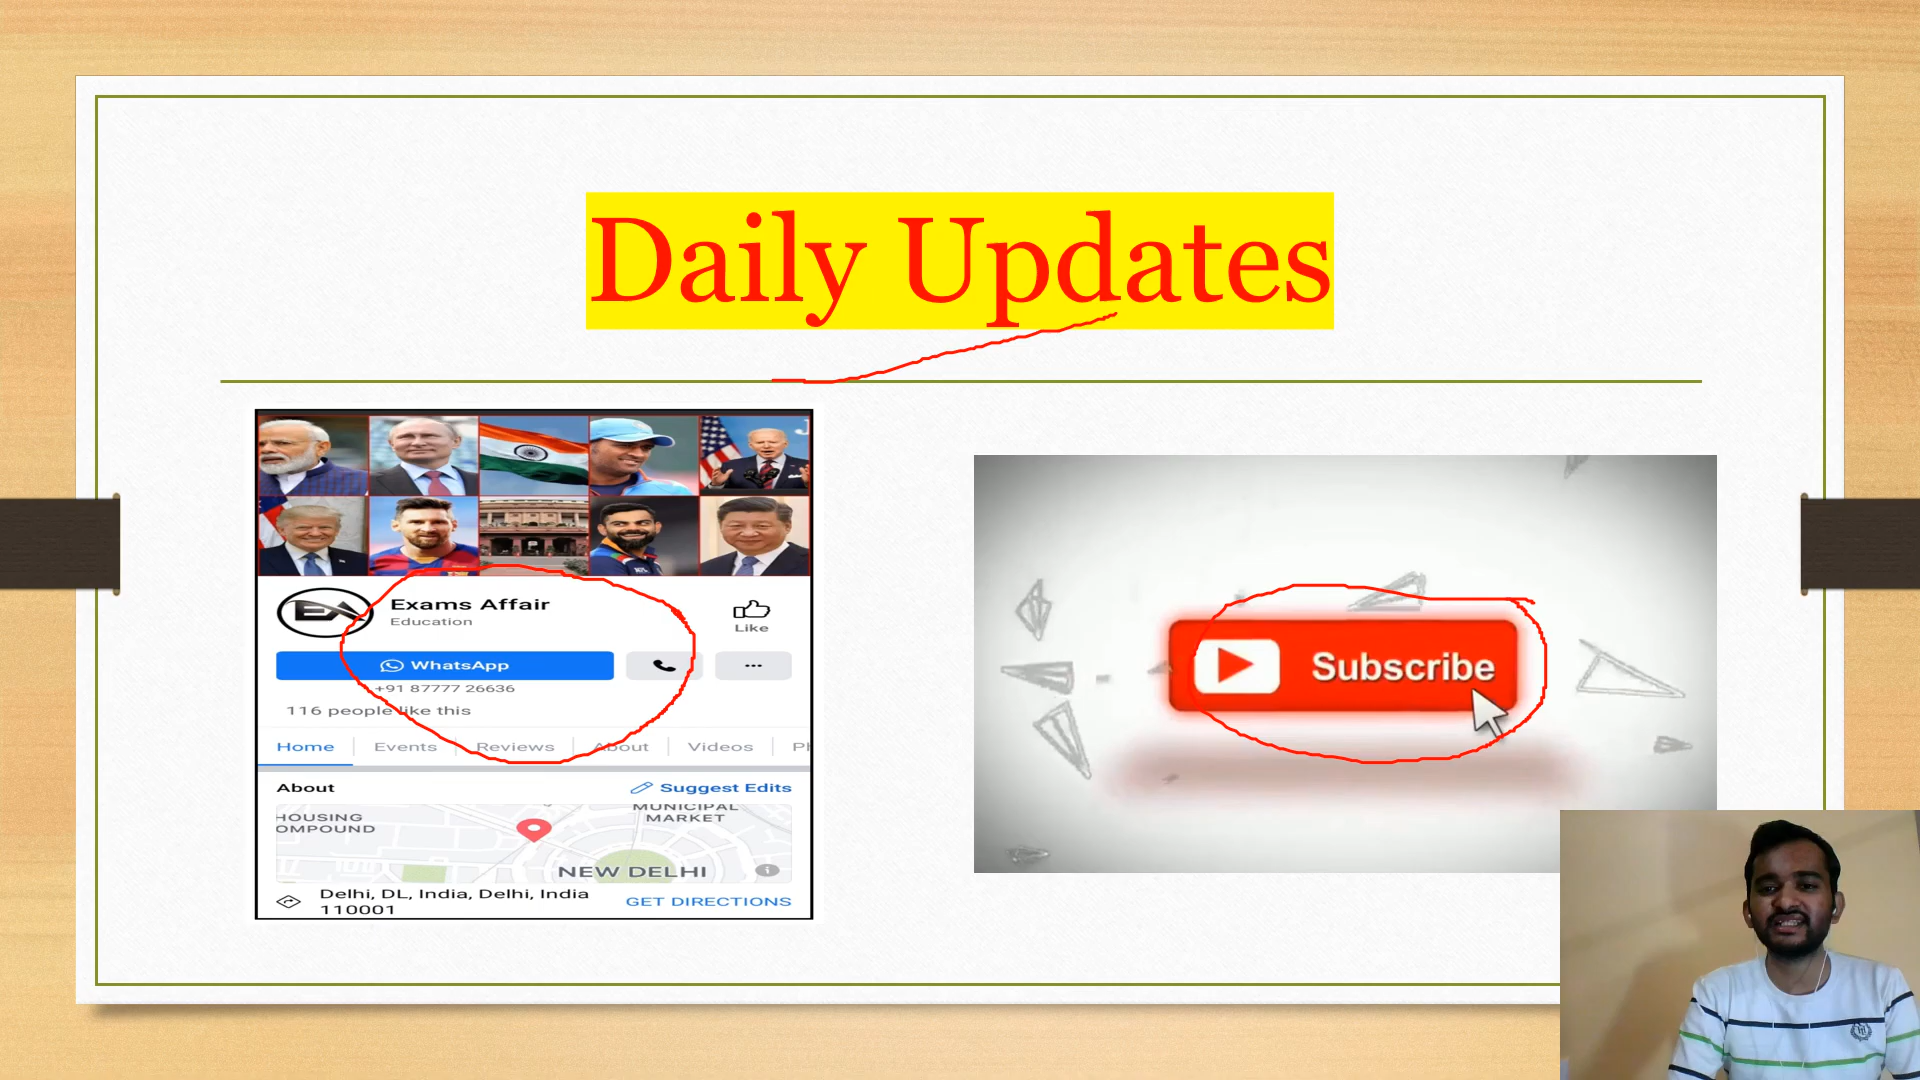 Daily Updates
EA
Exams Affair
Education
Like
WhatsApp
+91 87777 26636
116 people like this
Home
Events
Reviews
About
Videos
About
Suggest Edits
HOUSING
OMPOUND
MUNICIPAL
MARKET
NEW DELHI
Delhi, DL, India, Delhi, India
110001
GET DIRECTIONS
Subscribe